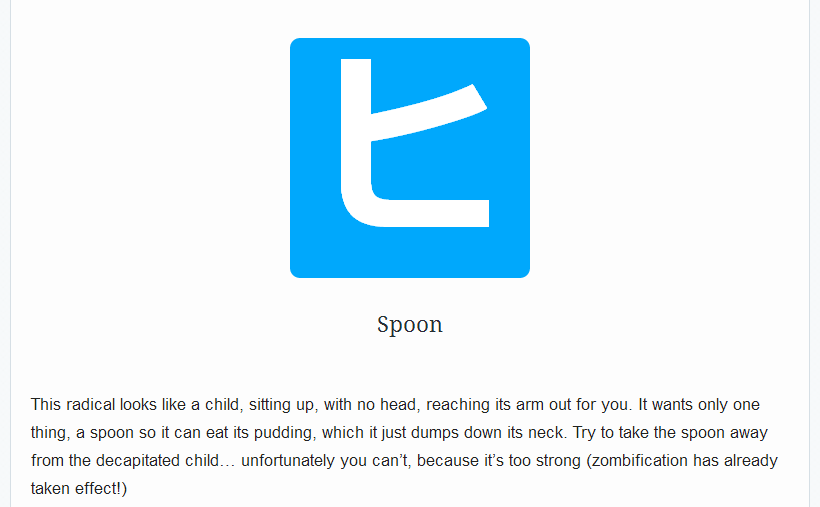 匕
Spoon
This radical looks like a child, sitting up, with no head, reaching its arm out for you. It wants only one
thing, a spoon so it can eat its pudding, which it just dumps down its neck. Try to take the spoon away
from the decapitated child… unfortunately you can’t, because it’s too strong (zombification has already
taken effect!)